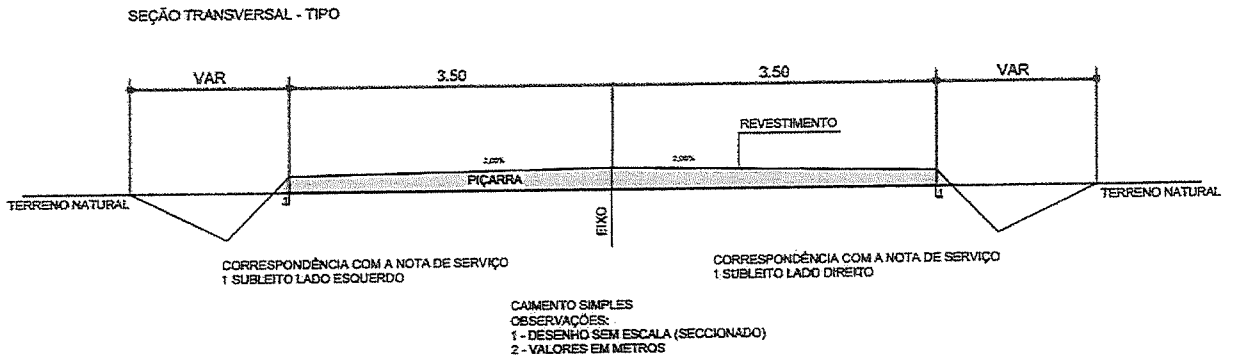 SEÇÃO TRANSVERSAL - TIPO
VAR
3.50
3.50
VAR
REVESTIMENTO
2,00%
2,00%
PIÇARRA
TERRENO NATURAL
1
EIXO
1
TERRENO NATURAL
CORRESPONDÊNCIA COM A NOTA DE SERVIÇO
1 SUBLEITO LADO ESQUERDO
CORRESPONDÊNCIA COM A NOTA DE SERVIÇO
1 SUBLEITO LADO DIREITO
CAIMENTO SIMPLES
OBSERVAÇÕES:
1 - DESENHO SEM ESCALA (SECCIONADO)
2 - VALORES EM METROS